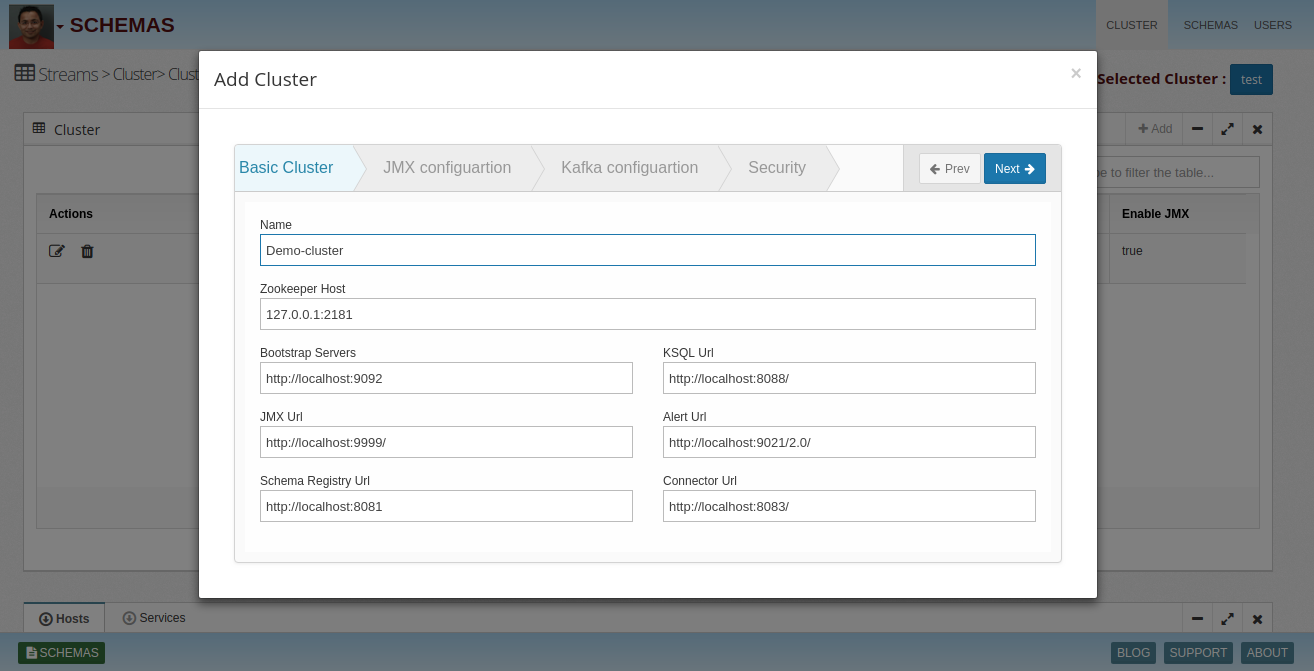 SCHEMAS
CLUSTER SCHEMAS USERS
Streams > Cluster> Clust
Selected Cluster : test
Add Cluster
×
Cluster
Add
Basic Cluster JMX configuartion Kafka configuartion Security Prev Next
e to filter the table...
Actions
Enable JMX
true
Name
Demo-cluster
Zookeeper Host
127.0.0.1:2181
Bootstrap Servers KSQL Url
http://localhost:9092 http://localhost:8088/
JMX Url Alert Url
http://localhost:9999/ http://localhost:9021/2.0/
Schema Registry Url Connector Url
http://localhost:8081 http://localhost:8083/
Hosts Services
SCHEMAS BLOG SUPPORT ABOUT